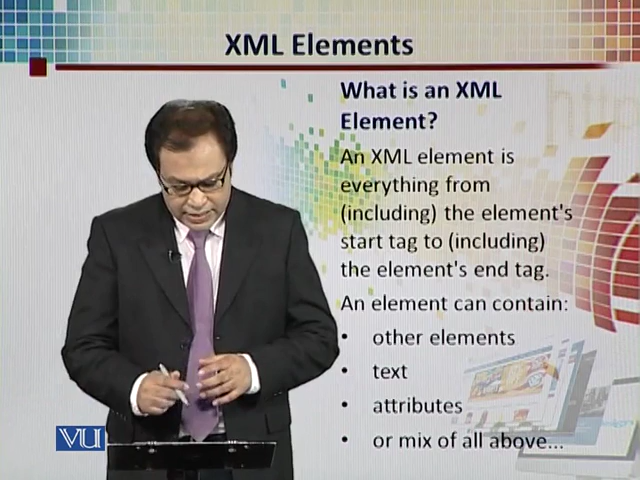 XML Elements
What is an XML
Element?
An XML element is
everything from
(including) the element's
start tag to (including)
the element's end tag.
An element can contain:
• other elements
• text
• attributes
• or mix of all above...
VU